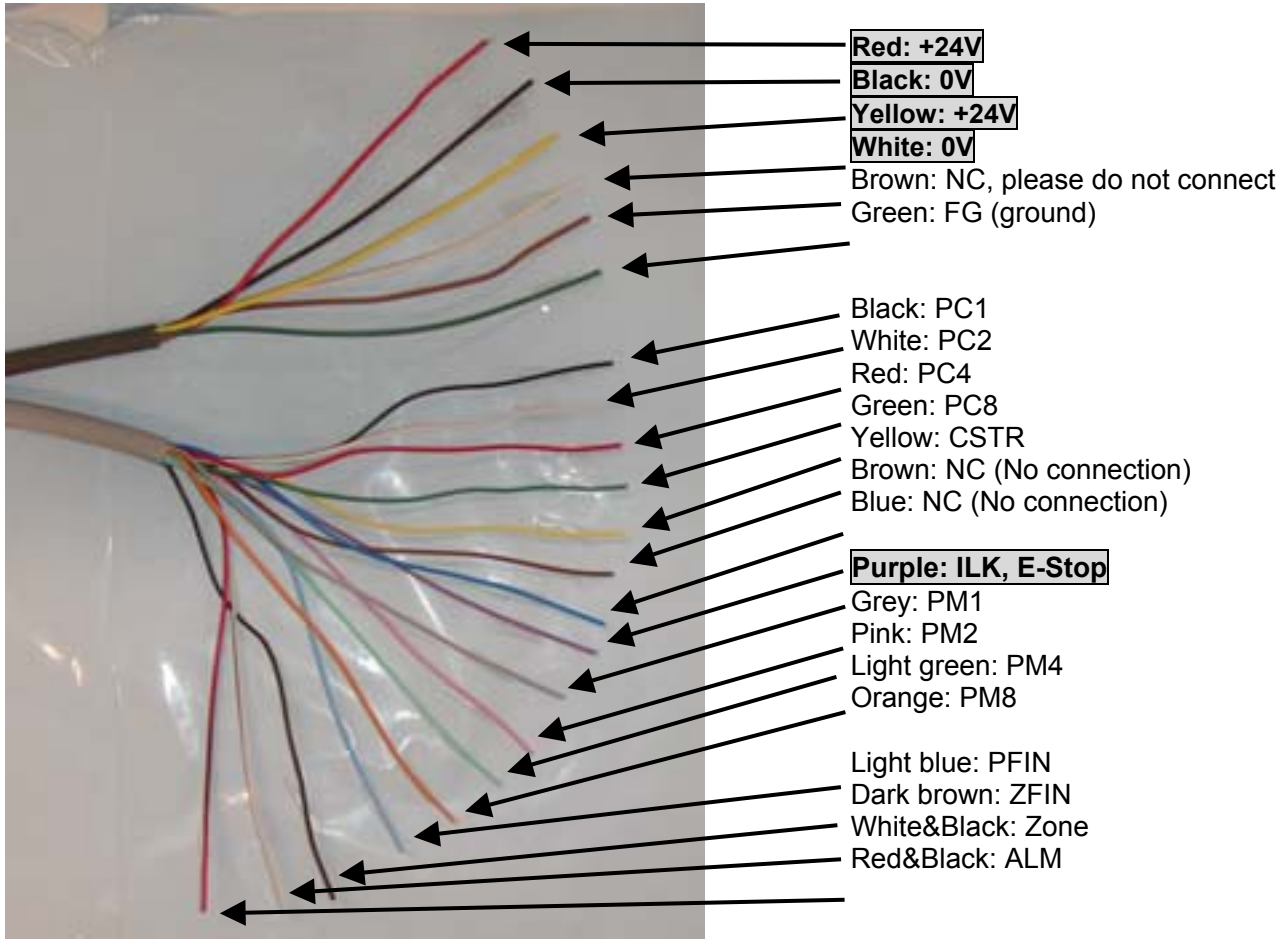 Red: +24V
Black: 0V
Yellow: +24V
White: 0V
Brown: NC, please do not connect
Green: FG (ground)
Black: PC1
White: PC2
Red: PC4
Green: PC8
Yellow: CSTR
Brown: NC (No connection)
Blue: NC (No connection)
Purple: ILK, E-Stop
Grey: PM1
Pink: PM2
Light green: PM4
Orange: PM8
Light blue: PFIN
Dark brown: ZFIN
White&Black: Zone
Red&Black: ALM